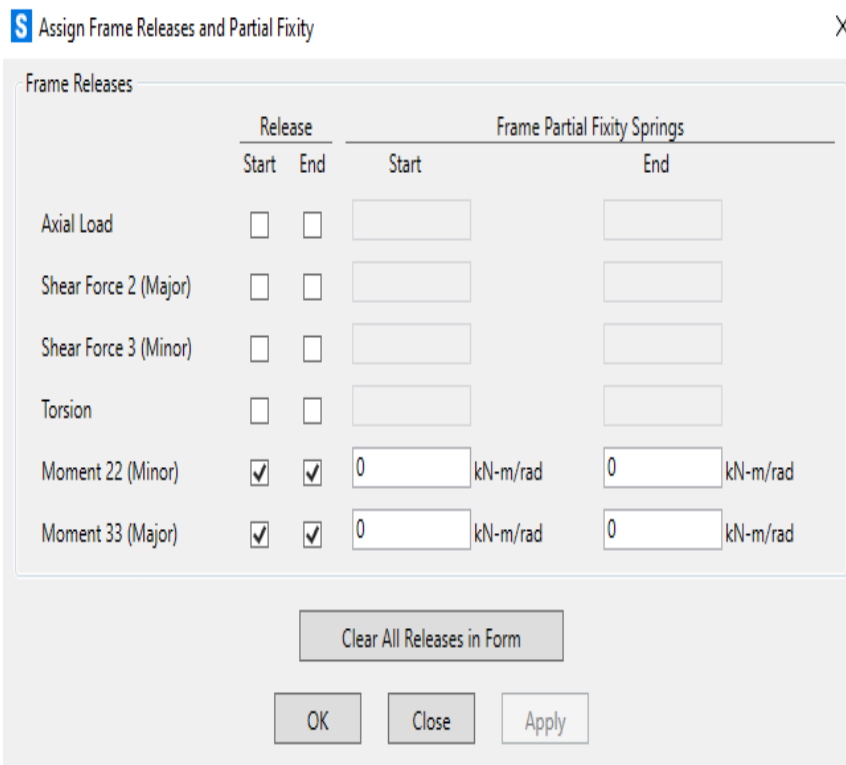 S Assign Frame Releases and Partial Fixity
Frame Releases
Release Frame Partial Fixity Springs
Start End Start End
Axial Load
Shear Force 2 (Major)
Shear Force 3 (Minor)
Torsion
Moment 22 (Minor) 0 kN-m/rad 0 kN-m/rad
Moment 33 (Major) 0 kN-m/rad 0 kN-m/rad
Clear All Releases in Form
OK Close Apply